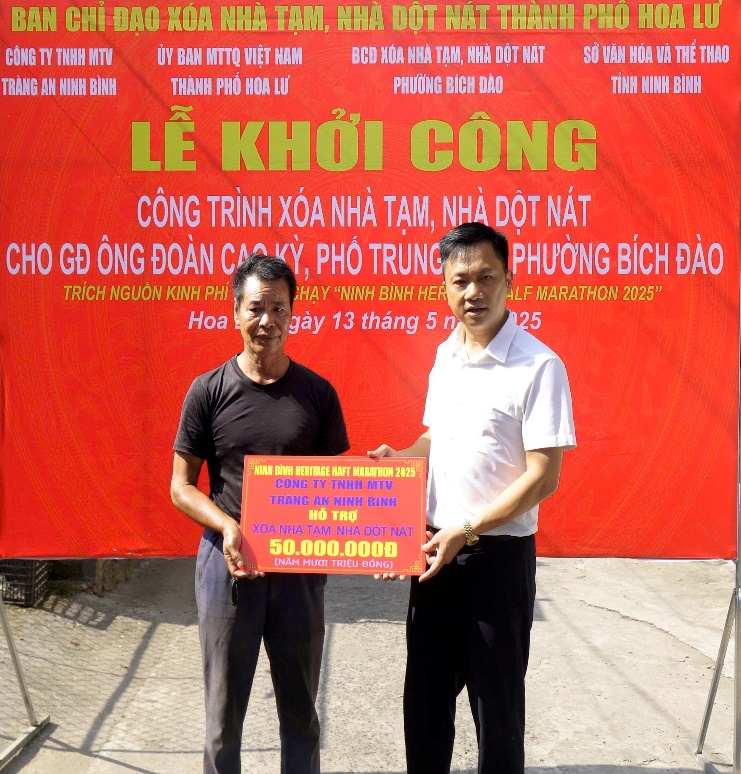 BAN CHỈ ĐẠO XÓA NHÀ TẠM, NHÀ DỘT NÁT THÀNH PHỐ HOA LƯ
CÔNG TY TNHH MTV
TRÀNG AN NINH BÌNH
ỦY BAN MTTQ VIỆT NAM
THÀNH PHỐ HOA LƯ
BCĐ XÓA NHÀ TẠM, NHÀ DỘT NÁT
PHƯỜNG BÍCH ĐÀO
SỞ VĂN HÓA VÀ THỂ THAO
TỈNH NINH BÌNH
LỄ KHỞI CÔNG
CÔNG TRÌNH XÓA NHÀ TẠM, NHÀ DỘT NÁT
CHO GĐ ÔNG ĐOÀN CAO KỲ, PHỐ TRUNG PHƯỜNG BÍCH ĐÀO
TRÍCH NGUỒN KINH PHÍ CHẠY “NINH BÌNH HALF MARATHON 2025”
Hoa ngày 13 tháng 5 2025
NINH BÌNH HERITAGE HAFT MARATHON 2025
CÔNG TY TNHH MTV
TRÀNG AN NINH BÌNH
HỖ TRỢ
XÓA NHÀ TẠM, NHÀ DỘT NÁT
50.000.000Đ
(NĂM MƯƠI TRIỆU ĐỒNG)